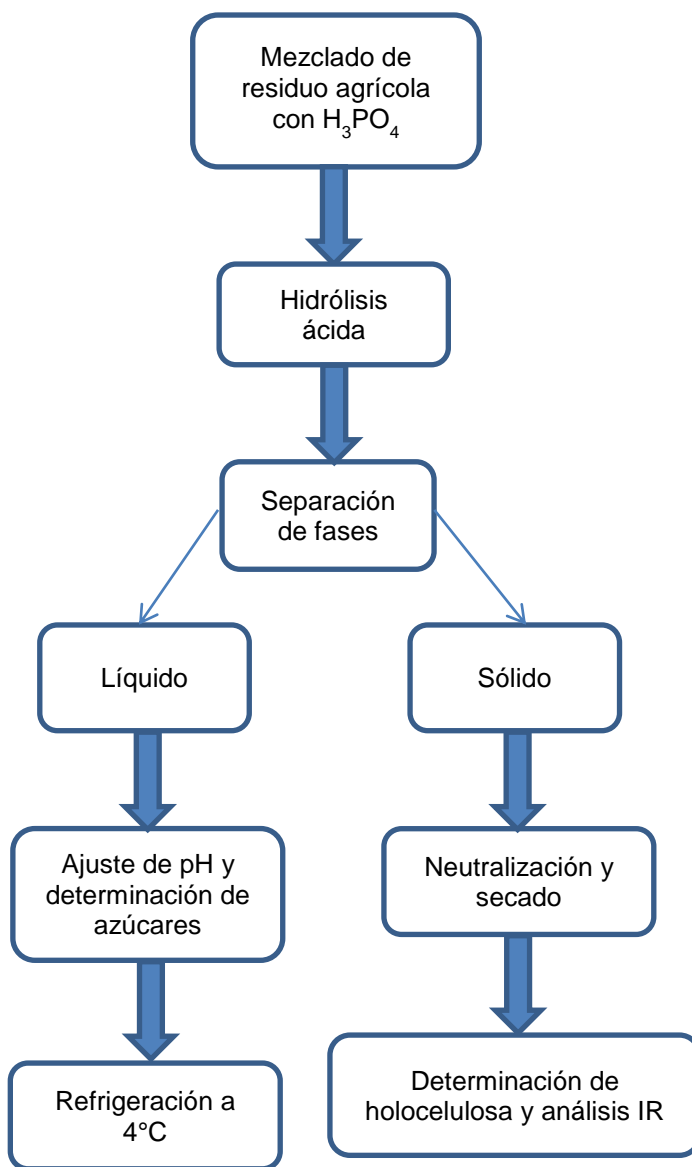 Mezclado de
residuo agrícola
con H₃PO₄
Hidrólisis
ácida
Separación
de fases
Líquido
Sólido
Ajuste de pH y
determinación de
azúcares
Neutralización y
secado
Refrigeración a
4°C
Determinación de
holocelulosa y análisis IR